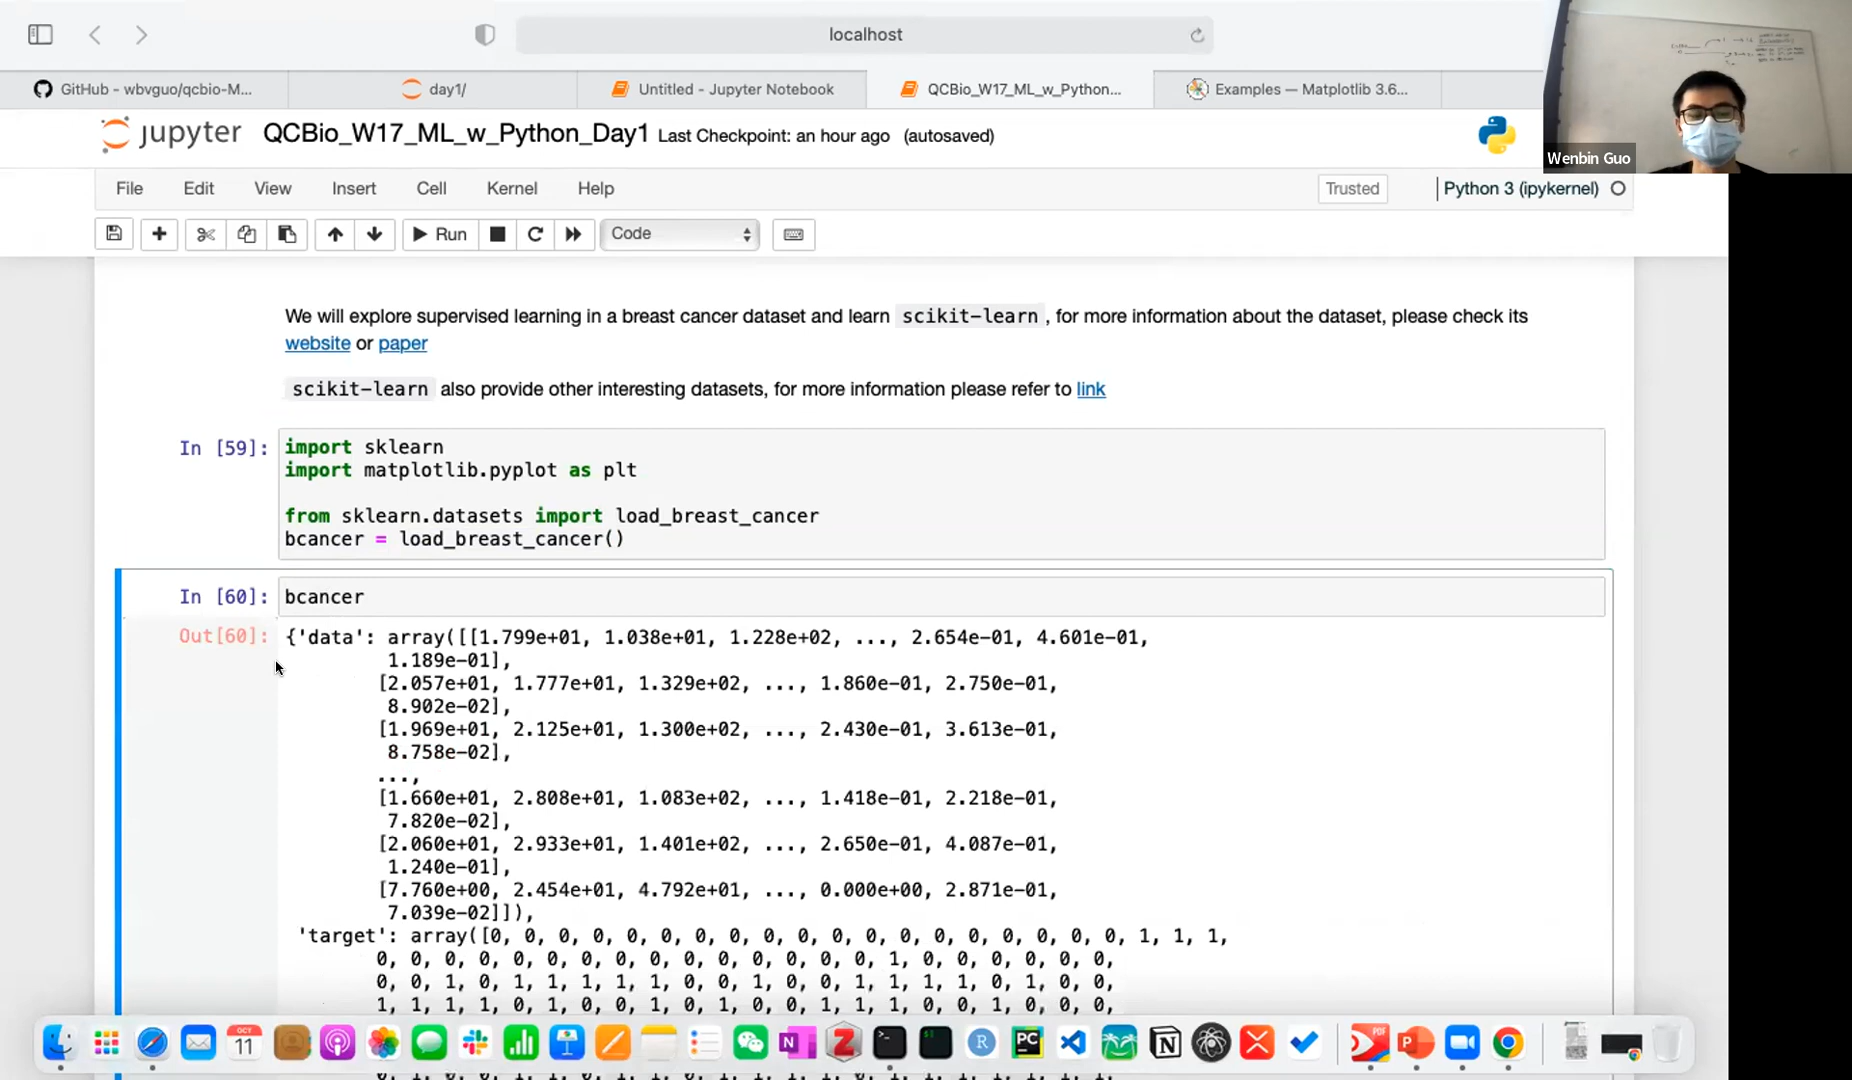 localhost
GitHub - wbvguo/qcbio-M...
day1/
Untitled - Jupyter Notebook
QCBio_W17_ML_w_Python...
Examples — Matplotlib 3.6...
jupyter QCBio_W17_ML_w_Python_Day1 Last Checkpoint: an hour ago (autosaved)
Wenbin Guo
File Edit View Insert Cell Kernel Help
Trusted
Python 3 (ipykernel)
Run
Code
We will explore supervised learning in a breast cancer dataset and learn scikit-learn , for more information about the dataset, please check its
website or paper
scikit-learn also provide other interesting datasets, for more information please refer to link
In [59]: import sklearn
import matplotlib.pyplot as plt
from sklearn.datasets import load_breast_cancer
bcancer = load_breast_cancer()
In [60]: bcancer
Out[60]: {'data': array([[1.799e+01, 1.038e+01, 1.228e+02, ..., 2.654e-01, 4.601e-01,
1.189e-01],
[2.057e+01, 1.777e+01, 1.329e+02, ..., 1.860e-01, 2.750e-01,
8.902e-02],
[1.969e+01, 2.125e+01, 1.300e+02, ..., 2.430e-01, 3.613e-01,
8.758e-02],
...,
[1.660e+01, 2.808e+01, 1.083e+02, ..., 1.418e-01, 2.218e-01,
7.820e-02],
[2.060e+01, 2.933e+01, 1.401e+02, ..., 2.650e-01, 4.087e-01,
1.240e-01],
[7.760e+00, 2.454e+01, 4.792e+01, ..., 0.000e+00, 2.871e-01,
7.039e-02]]),
'target': array([0, 0, 0, 0, 0, 0, 0, 0, 0, 0, 0, 0, 0, 0, 0, 0, 0, 0, 0, 1, 1, 1,
0, 0, 0, 0, 0, 0, 0, 0, 0, 0, 0, 0, 0, 0, 0, 1, 0, 0, 0, 0, 0, 0,
0, 0, 1, 0, 1, 1, 1, 1, 1, 0, 0, 1, 0, 0, 1, 1, 1, 1, 0, 1, 0, 0,
1, 1, 1, 1, 0, 1, 0, 0, 1, 0, 1, 0, 0, 1, 1, 1, 0, 0, 1, 0, 0, 0,
OCT
11
PDF
PC